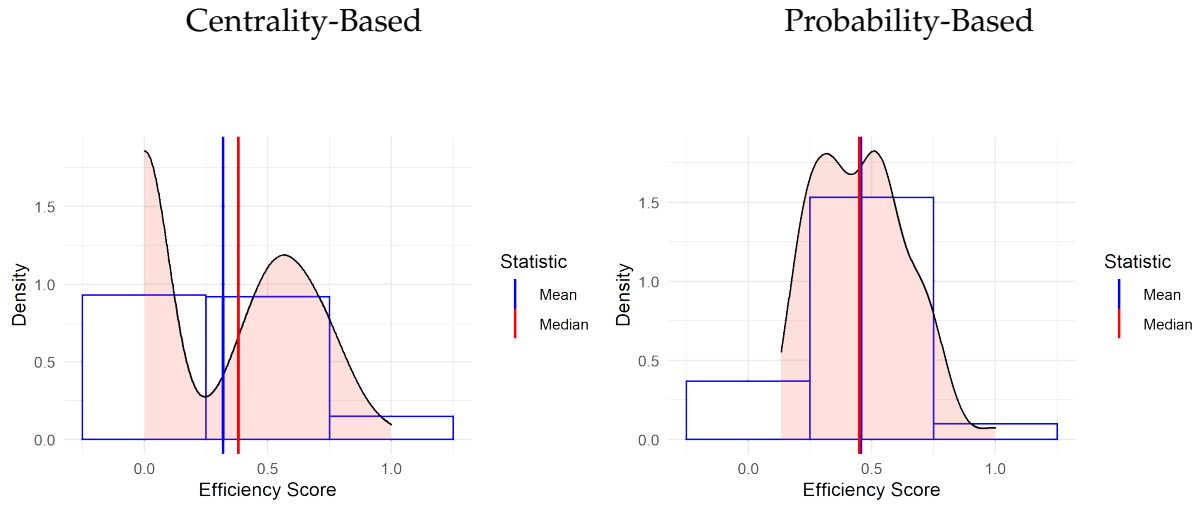 Centrality-Based
Probability-Based
Density
1.5
1.0
0.5
0.0
0.0 0.5 1.0
Efficiency Score
Statistic
Mean
Median
Density
1.5
1.0
0.5
0.0
0.0 0.5 1.0
Efficiency Score
Statistic
Mean
Median